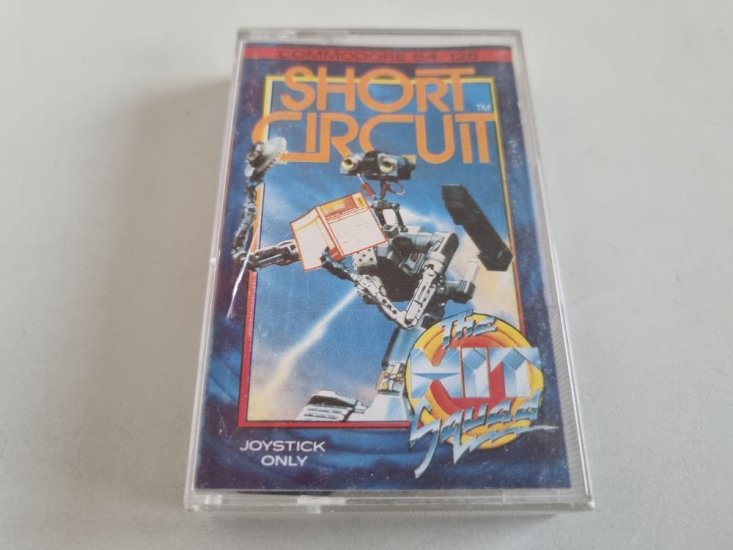 COMMODORE 64/128
SHORT
TM
CIRCUIT
THE
HIT
SQUAD
JOYSTICK
ONLY